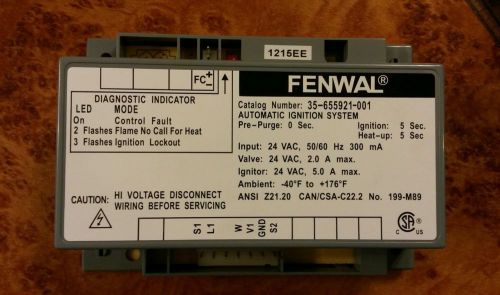 1215EE
FC + -
FENWAL®
DIAGNOSTIC INDICATOR
LED MODE
On Control Fault
2 Flashes Flame No Call For Heat
3 Flashes Ignition Lockout
Catalog Number: 35-655921-001
AUTOMATIC IGNITION SYSTEM
Pre-Purge: 0 Sec. Ignition: 5 Sec.
Heat-up: 5 Sec.
Input: 24 VAC, 50/60 Hz 300 mA
Valve: 24 VAC, 2.0 A max.
Ignitor: 24 VAC, 5.0 A max.
Ambient: -40°F to +176°F
ANSI Z21.20 CAN/CSA-C22.2 No. 199-M89
CAUTION: HI VOLTAGE DISCONNECT
WIRING BEFORE SERVICING
S1 L1 W V1 GND S2
C SA US